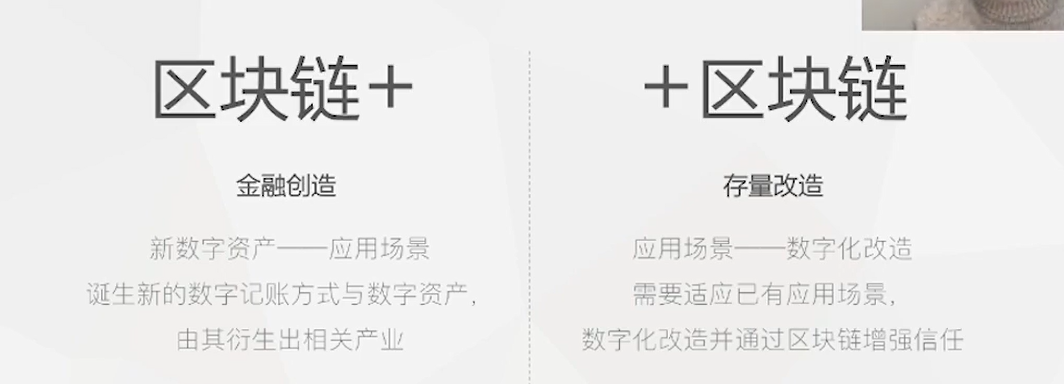 区块链+
金融创造
新数字资产——应用场景
诞生新的数字记账方式与数字资产,
由其衍生出相关产业
+区块链
存量改造
应用场景——数字化改造
需要适应已有应用场景,
数字化改造并通过区块链增强信任